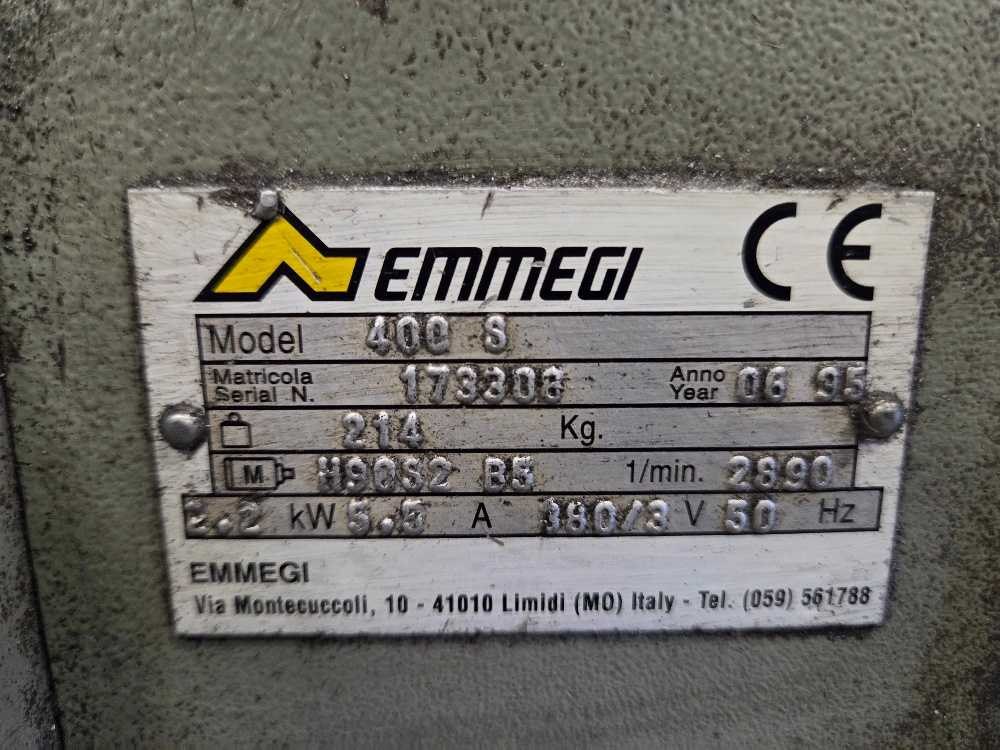 EMMEGI CE
Model 400 S
Matricola Serial N. 173308 Anno Year 06 95
214 Kg.
M H90S2 B5 1/min. 2890
2.2 kW 5.5 A 380/3 V 50 Hz
EMMEGI
Via Montecuccoli, 10 - 41010 Limidi (MO) Italy - Tel. (059) 561788